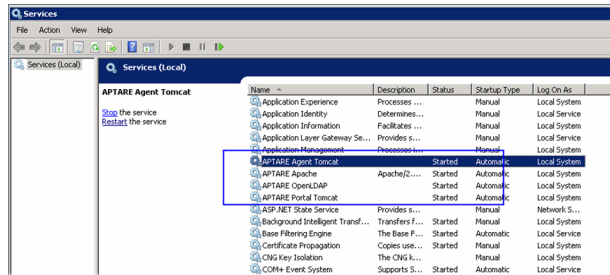 Services
File Action View Help
Services (Local)
Services (Local)
APTARE Agent Tomcat
Stop the service
Restart the service
Name Description Status Startup Type Log On As
Application Experience Processes ... Manual Local System
Application Identity Determines... Manual Local Service
Application Information Facilitates ... Manual Local System
Application Layer Gateway Se... Provides s... Manual Local Service
Application Management Processes i... Manual Local System
APTARE Agent Tomcat Started Automatic Local System
APTARE Apache Apache/2.... Started Automatic Local System
APTARE OpenLDAP Started Automatic Local System
APTARE Portal Tomcat Started Automatic Local System
ASP.NET State Service Provides s... Manual Network S...
Background Intelligent Transf... Transfers f... Started Manual Local System
Base Filtering Engine The Base F... Started Automatic Local Service
Certificate Propagation Copies use... Started Manual Local System
CNG Key Isolation The CNG k... Manual Local System
COM+ Event System Supports S... Started Automatic Local Service